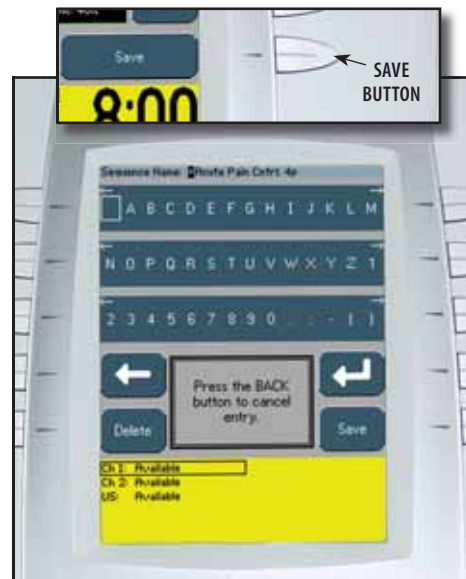 Save
8:00
SAVE
BUTTON
Sequence Name: Acute Pain Cntrl 4p
A B C D E F G H I J K L M
N O P Q R S T U V W X Y Z 1
2 3 4 5 6 7 8 9 0 . : - ( )
Press the BACK
button to cancel
entry.
Delete
Save
Ch 1: Available
Ch 2: Available
US: Available